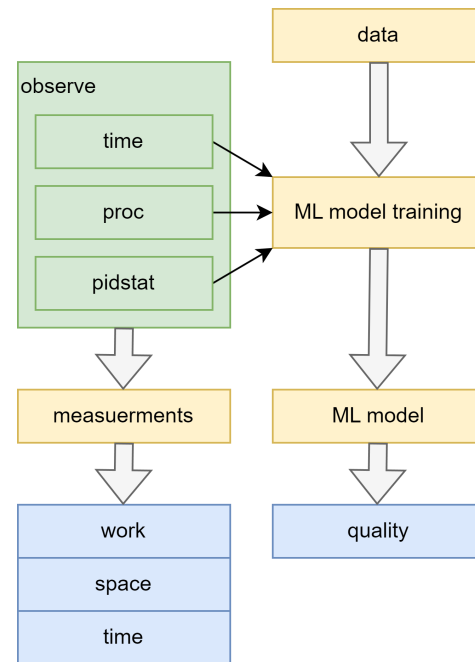 data
observe
time
proc
pidstat
ML model training
measuerments
ML model
work
space
time
quality